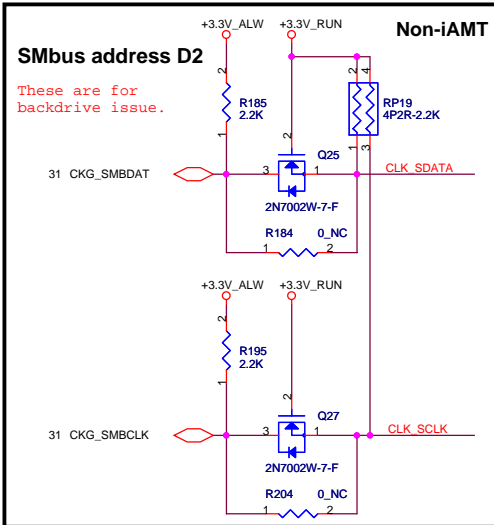 +3.3V_ALW
+3.3V_RUN
Non-iAMT
SMbus address D2
These are for
backdrive issue.
2
R185
2.2K
1
2
4
RP19
4P2R-2.2K
1
3
2
Q25
31 CKG_SMBDAT
3
1
CLK_SDATA
2N7002W-7-F
R184
0_NC
1
2
+3.3V_ALW
+3.3V_RUN
2
R195
2.2K
1
2
Q27
31 CKG_SMBCLK
3
1
CLK_SCLK
2N7002W-7-F
R204
0_NC
1
2